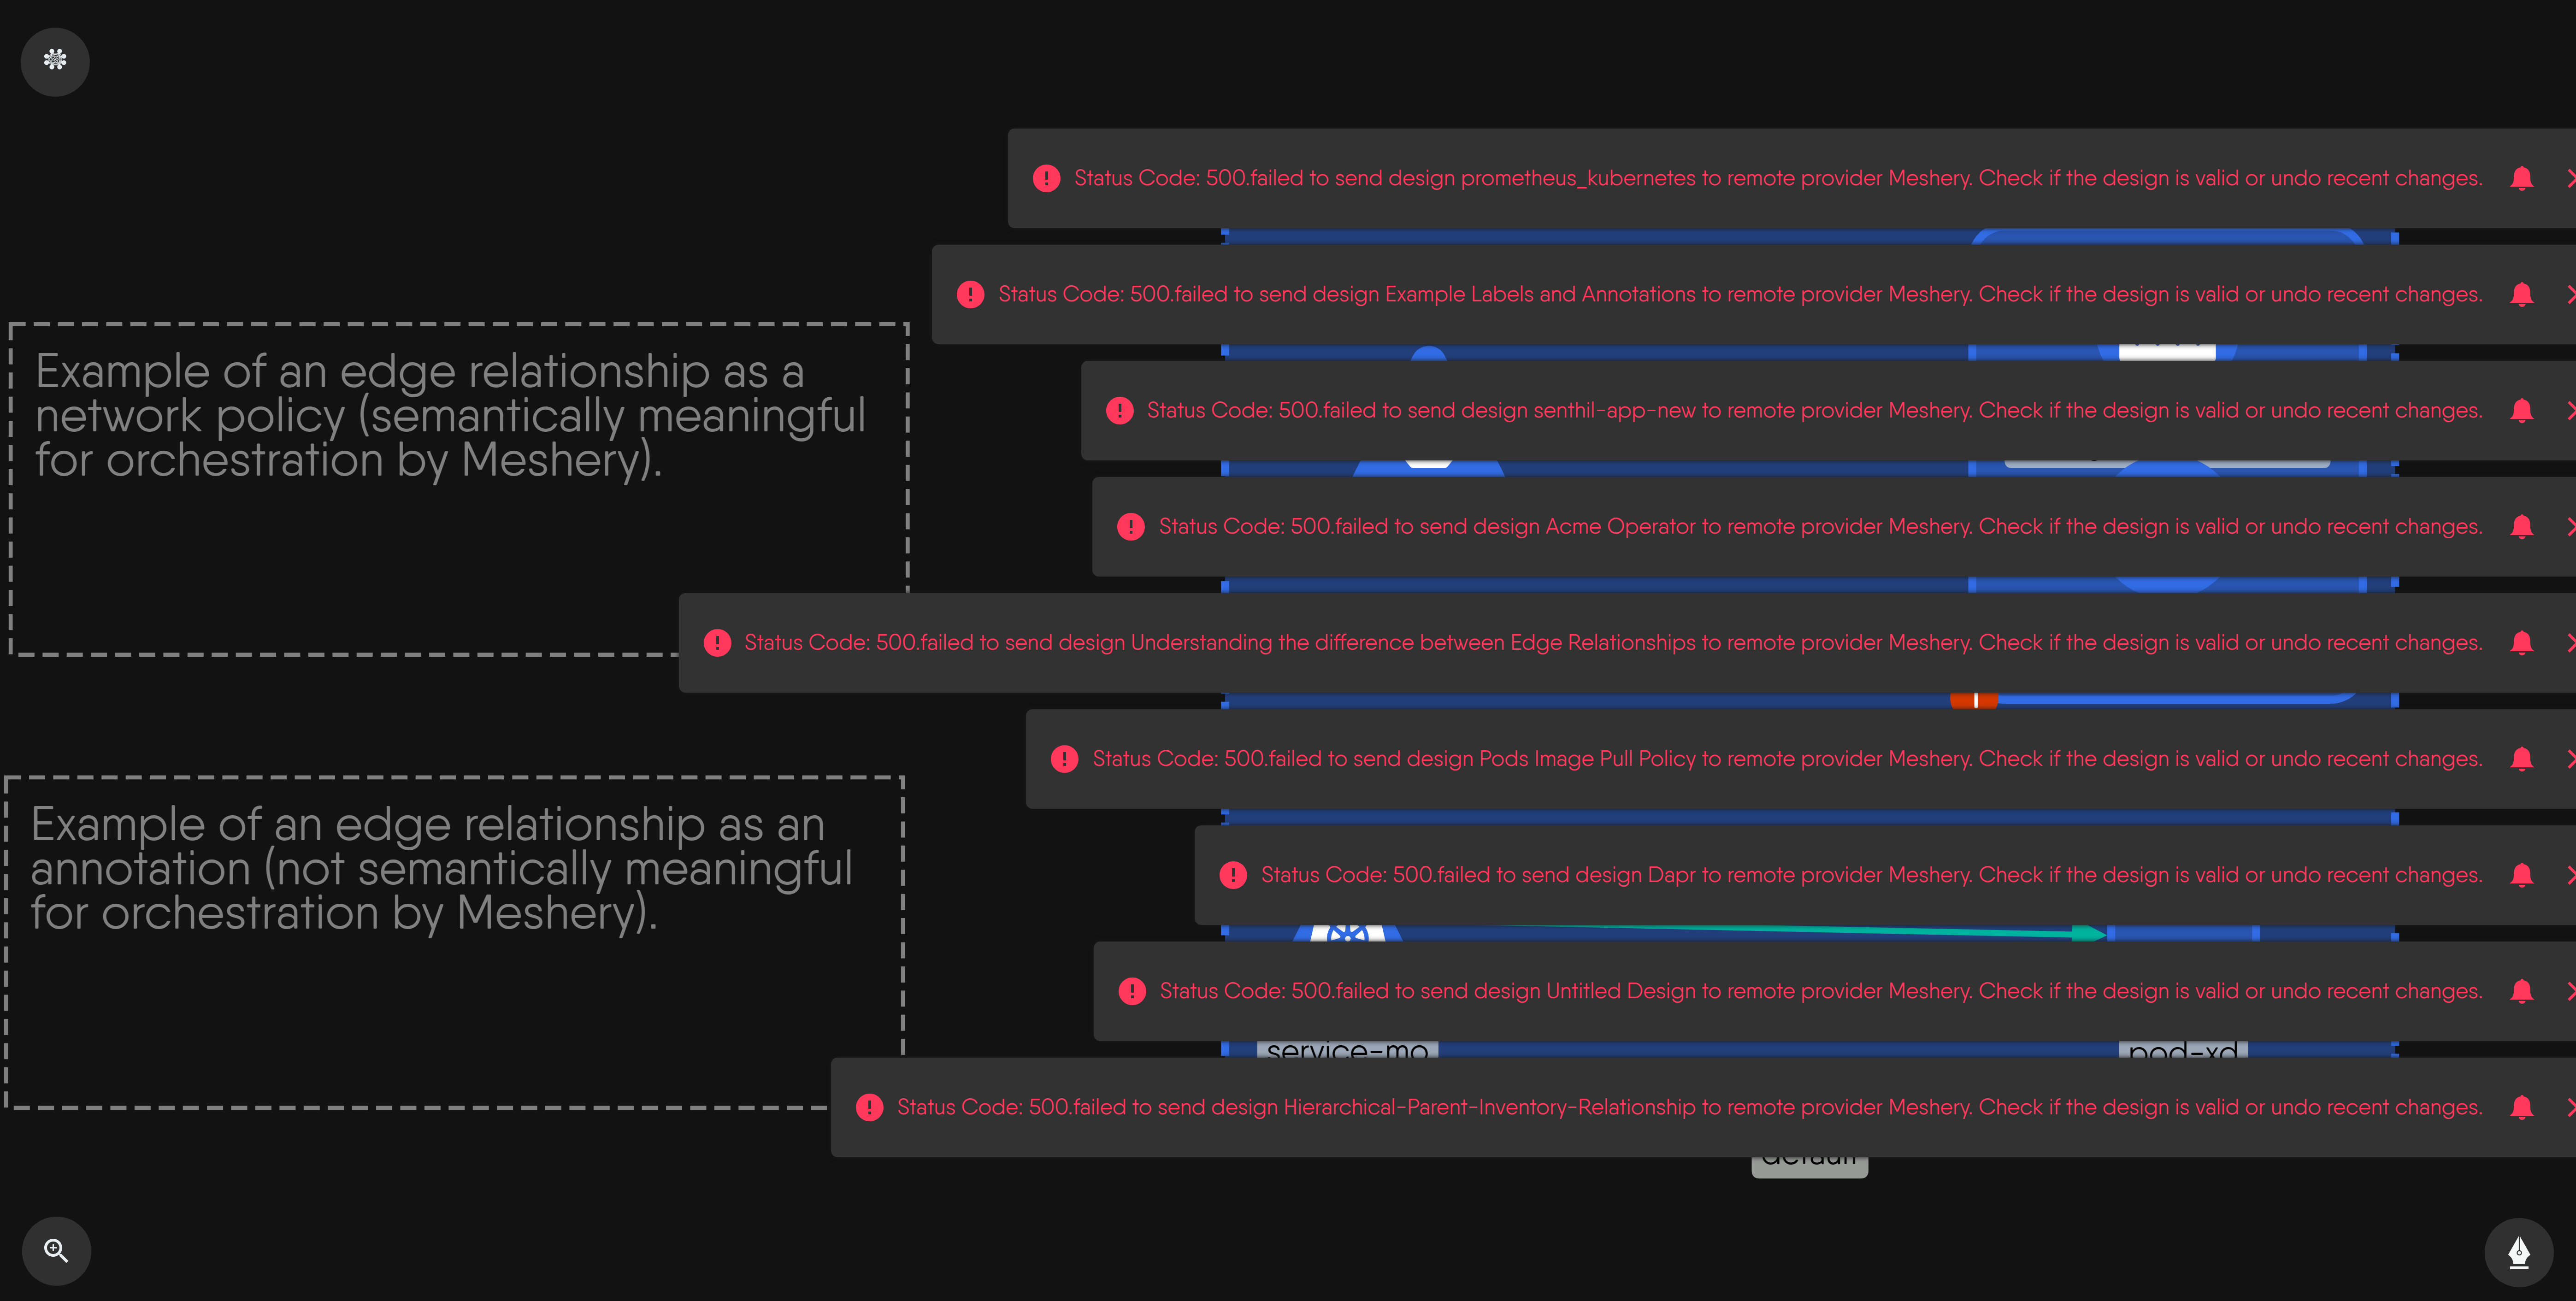 Status Code: 500.failed to send design prometheus_kubernetes to remote provider Meshery. Check if the design is valid or undo recent changes.
Status Code: 500.failed to send design Example Labels and Annotations to remote provider Meshery. Check if the design is valid or undo recent changes.
Example of an edge relationship as a
network policy (semantically meaningful
for orchestration by Meshery).
Status Code: 500.failed to send design senthil-app-new to remote provider Meshery. Check if the design is valid or undo recent changes.
Status Code: 500.failed to send design Acme Operator to remote provider Meshery. Check if the design is valid or undo recent changes.
Status Code: 500.failed to send design Understanding the difference between Edge Relationships to remote provider Meshery. Check if the design is valid or undo recent changes.
Status Code: 500.failed to send design Pods Image Pull Policy to remote provider Meshery. Check if the design is valid or undo recent changes.
Example of an edge relationship as an
annotation (not semantically meaningful
for orchestration by Meshery).
Status Code: 500.failed to send design Dapr to remote provider Meshery. Check if the design is valid or undo recent changes.
Status Code: 500.failed to send design Untitled Design to remote provider Meshery. Check if the design is valid or undo recent changes.
service-mo
pod-xd
Status Code: 500.failed to send design Hierarchical-Parent-Inventory-Relationship to remote provider Meshery. Check if the design is valid or undo recent changes.
default